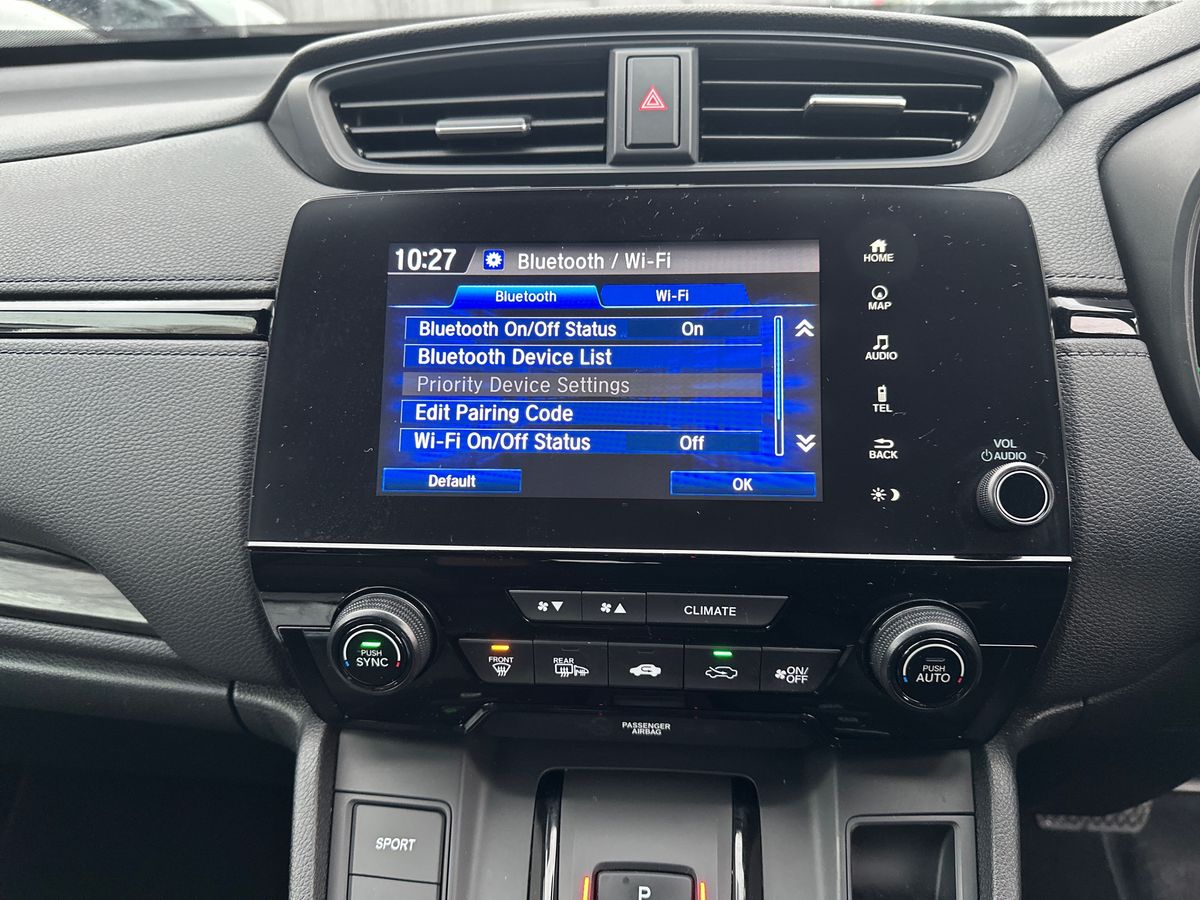 10:27 Bluetooth / Wi-Fi
Bluetooth Wi-Fi
Bluetooth On/Off Status On
Bluetooth Device List
Priority Device Settings
Edit Pairing Code
Wi-Fi On/Off Status Off
Default OK
HOME
MAP
AUDIO
TEL
BACK
VOL
AUDIO
CLIMATE
PUSH
SYNC
FRONT
REAR
ON/
OFF
PUSH
AUTO
PASSENGER
AIRBAG
SPORT
P